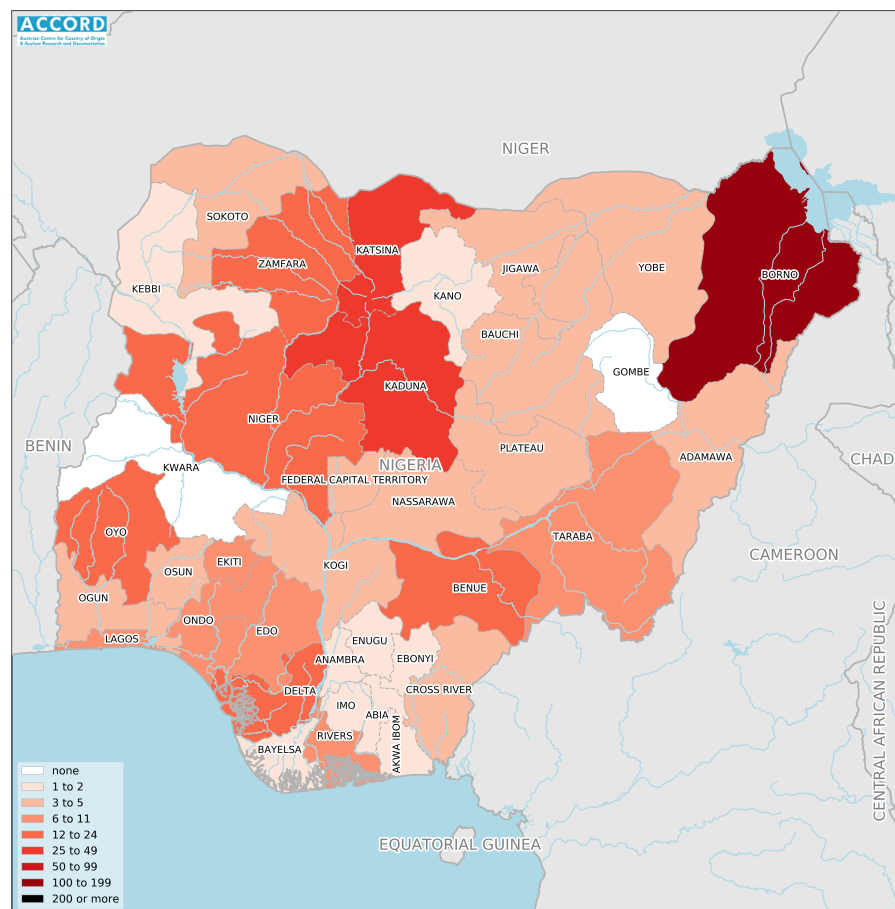 ACCORD
Austrian Centre for Country of Origin
& Asylum Research and Documentation
NIGER
SOKOTO
KATSINA
ZAMFARA
JIGAWA
YOBE
BORNO
KEBBI
KANO
BAUCHI
GOMBE
KADUNA
NIGER
BENIN
PLATEAU
ADAMAWA
CHAD
KWARA
NIGERIA
FEDERAL CAPITAL TERRITORY
NASSARAWA
OYO
TARABA
CAMEROON
EKITI
KOGI
OSUN
BENUE
OGUN
ONDO
EDO
LAGOS
ENUGU
ANAMBRA
EBONYI
DELTA
CROSS RIVER
IMO
ABIA
RIVERS
AKWA IBOM
BAYELSA
CENTRAL AFRICAN REPUBLIC
EQUATORIAL GUINEA
none
1 to 2
3 to 5
6 to 11
12 to 24
25 to 49
50 to 99
100 to 199
200 or more